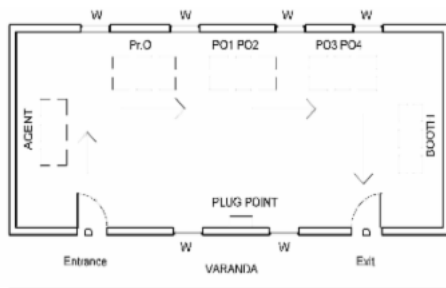 W W W W
Pr.O PO1 PO2 PO3 PO4
AGENT
BOOTH
PLUG POINT
D D
W W
Entrance VARANDA Exit